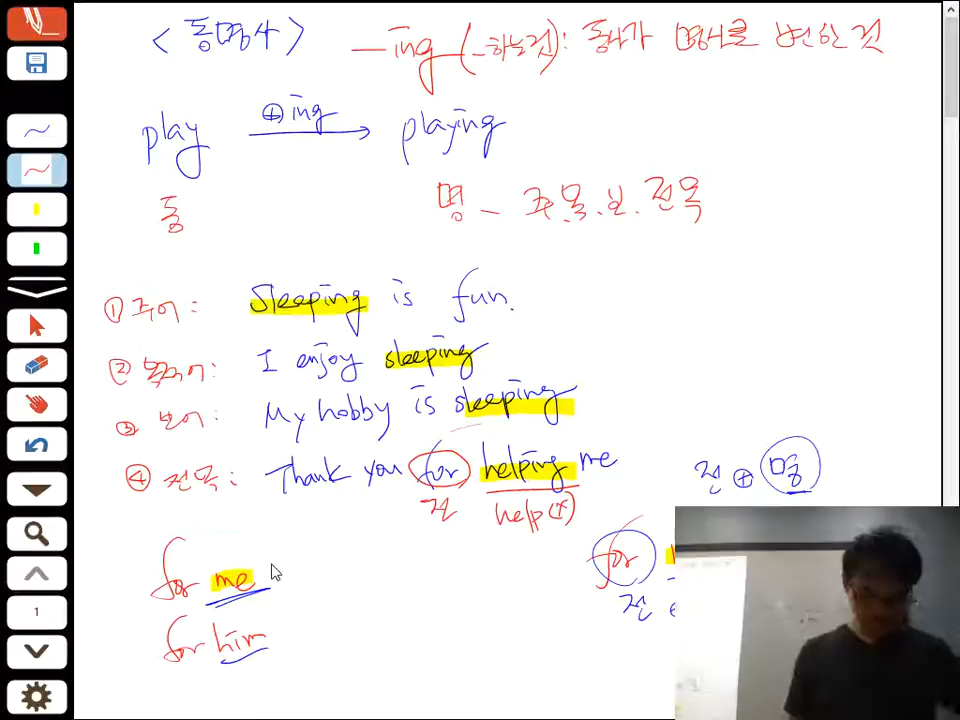 <동명사> —ing (-하는것): 동사가 명사로 변한 것
play ⊕ing → playing
동 명 - 주.목.보.전목
① 주어: Sleeping is fun.
② 목적어: I enjoy sleeping
③ 보어: My hobby is sleeping
④ 전목: Thank you for helping me
전 help(x)
전 ⊕ 명
for me
for
전
for him
1